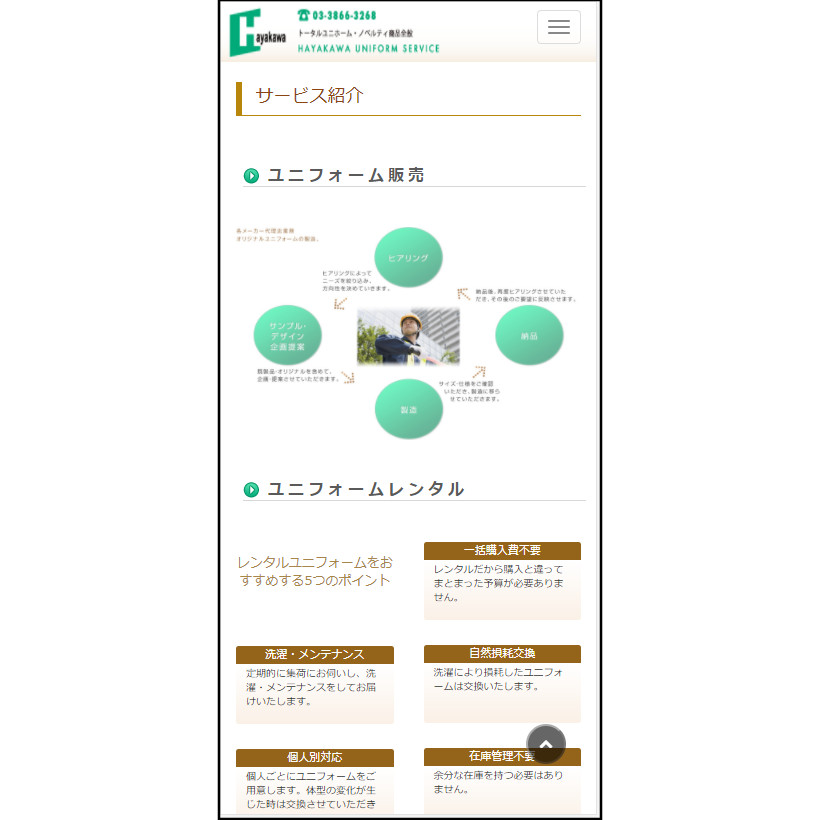 Hayakawa
☎ 03-3866-3268
トータルユニホーム・ノベルティ商品全般
HAYAKAWA UNIFORM SERVICE
サービス紹介
ユニフォーム販売
各メーカー代理店業務
オリジナルユニフォームの製造。
ヒアリング
ヒアリングによって
ニーズを絞り込み、
方向性を決めていきます。
納品後、再度ヒアリングさせていた
だき、その後のご要望に反映させます。
サンプル・
デザイン
企画提案
納品
既製品・オリジナルを含めて、
企画・提案させていただきます。
サイズ・仕様をご確認
いただき、製造に移ら
せていただきます。
製造
ユニフォームレンタル
レンタルユニフォームをお
すすめする5つのポイント
一括購入費不要
レンタルだから購入と違って
まとまった予算が必要ありま
せん。
洗濯・メンテナンス
定期的に集荷にお伺いし、洗
濯・メンテナンスをしてお届
けいたします。
自然損耗交換
洗濯により損耗したユニフォ
ームは交換いたします。
個人別対応
個人ごとにユニフォームをご
用意します。体型の変化が生
じた時は交換させていただき
在庫管理不要
余分な在庫を持つ必要はあり
ません。